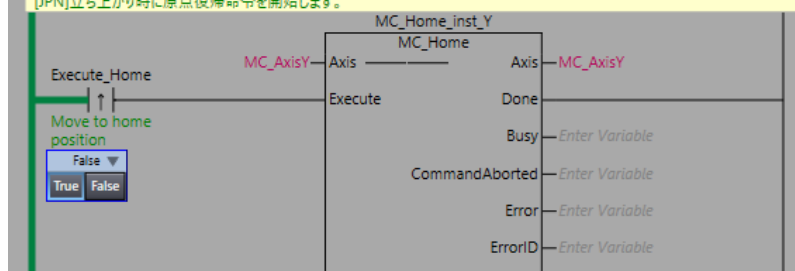 [JPN]立ち上がり時に原点復帰命令を開始します。
MC_Home_inst_Y
MC_Home
MC_AxisY
Axis
Axis
MC_AxisY
Execute_Home
Execute
Done
Move to home
position
Busy
Enter Variable
False
True
False
CommandAborted
Enter Variable
Error
Enter Variable
ErrorID
Enter Variable